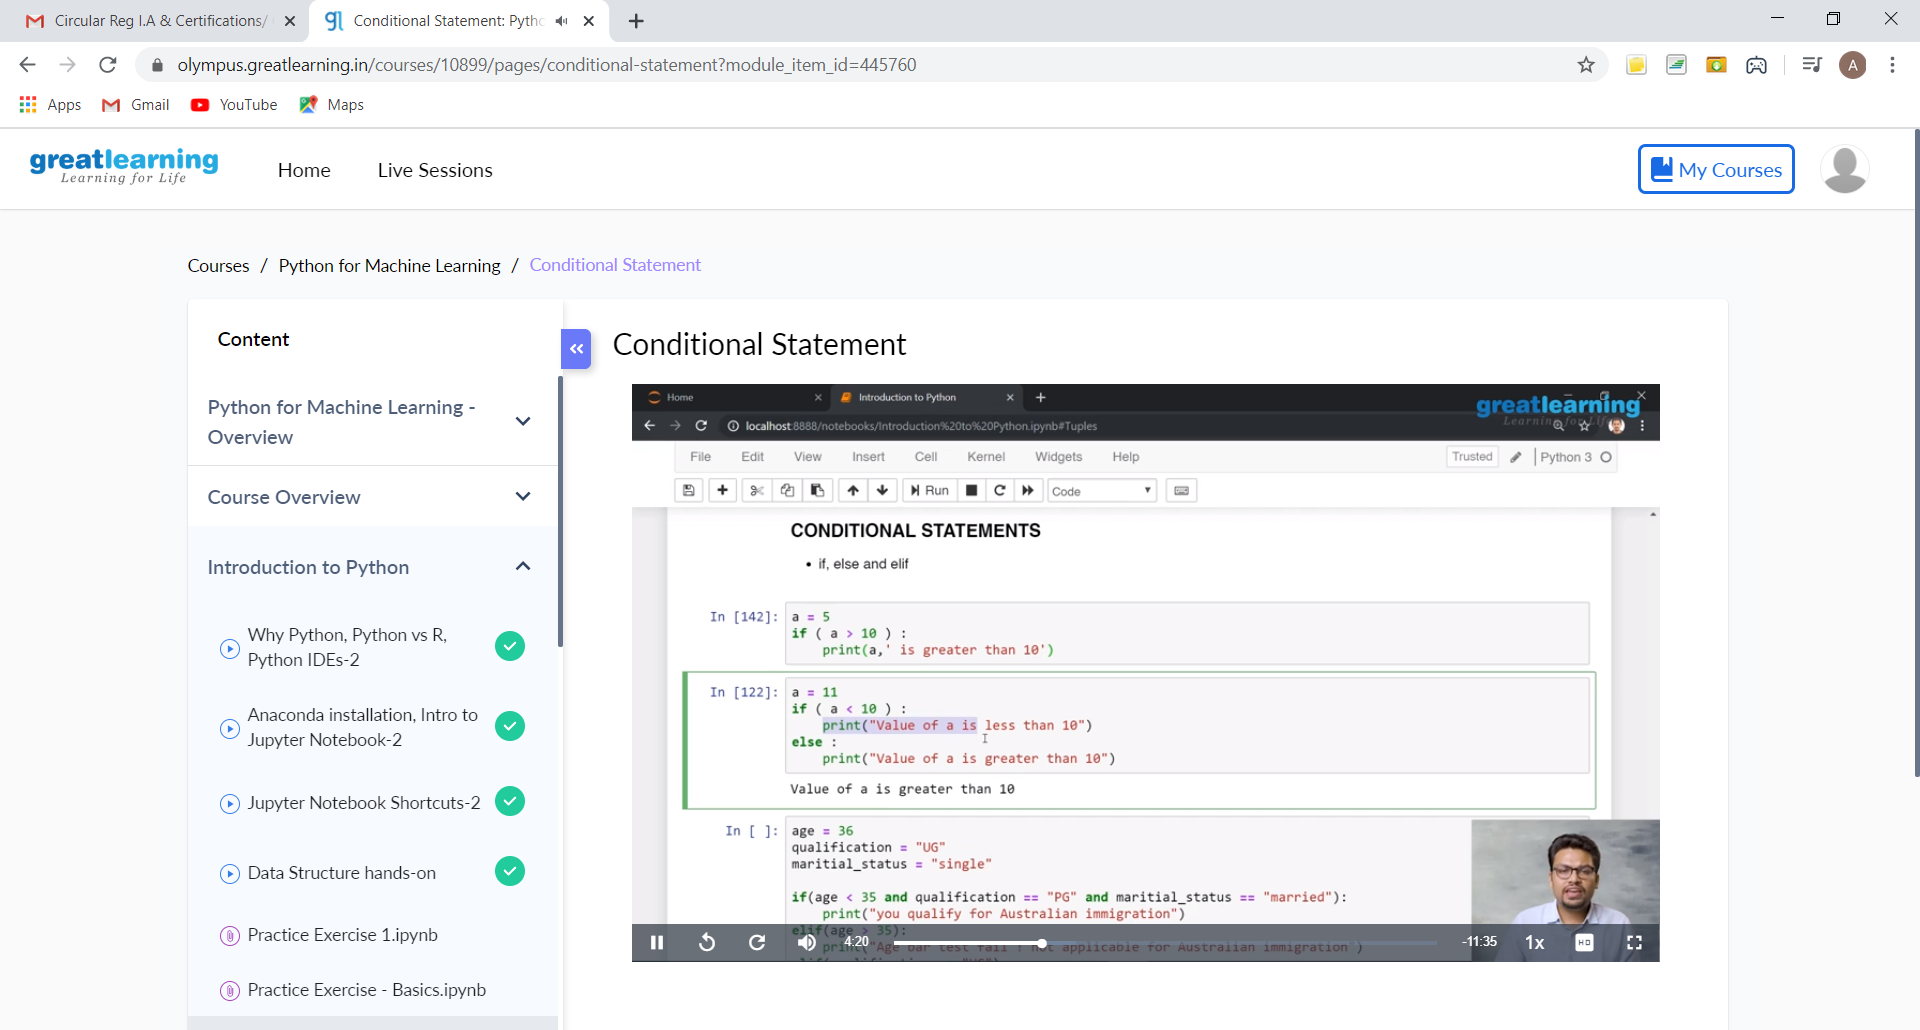 Circular Reg I.A & Certifications/
Conditional Statement: Pytho
olympus.greatlearning.in/courses/10899/pages/conditional-statement?module_item_id=445760
A
Apps
Gmail
YouTube
Maps
greatlearning
Learning for Life
Home
Live Sessions
My Courses
Courses / Python for Machine Learning / Conditional Statement
Content
Python for Machine Learning -
Overview
Course Overview
Introduction to Python
Why Python, Python vs R,
Python IDEs-2
Anaconda installation, Intro to
Jupyter Notebook-2
Jupyter Notebook Shortcuts-2
Data Structure hands-on
Practice Exercise 1.ipynb
Practice Exercise - Basics.ipynb
Conditional Statement
Home
Introduction to Python
greatlearning
Learning for Life
localhost:8888/notebooks/Introduction%20to%20Python.ipynb#Tuples
File Edit View Insert Cell Kernel Widgets Help
Trusted
Python 3
Run
Code
CONDITIONAL STATEMENTS
• if, else and elif
In [142]: a = 5
if ( a > 10 ) :
print(a,' is greater than 10')
In [122]: a = 11
if ( a < 10 ) :
print("Value of a is less than 10")
else :
print("Value of a is greater than 10")
Value of a is greater than 10
In [ ]: age = 36
qualification = "UG"
maritial_status = "single"
if(age < 35 and qualification == "PG" and maritial_status == "married"):
print("you qualify for Australian immigration")
elif(age > 35):
print("Age bar test fail : not applicable for Australian immigration")
4:20
-11:35
1x
HD